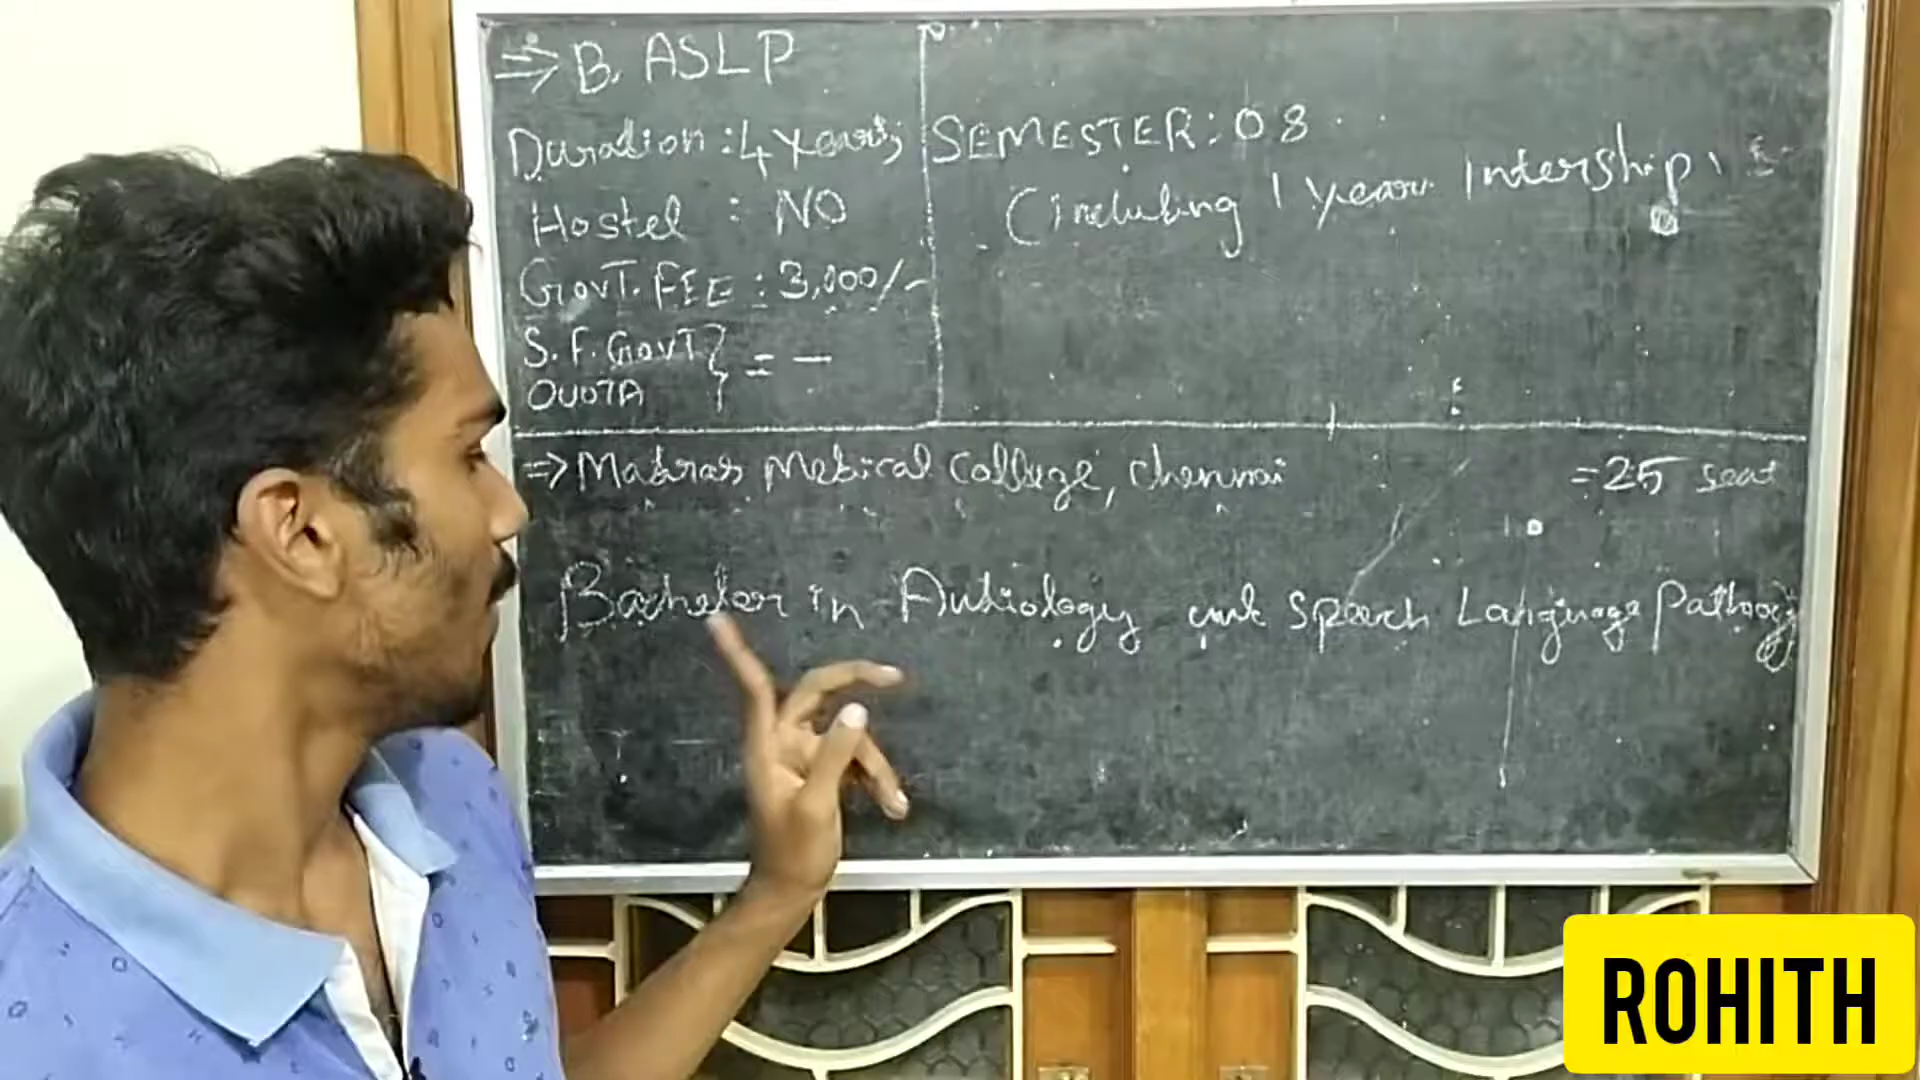 ⇒ B. ASLP
Duration : 4 years
Hostel : NO
GOVT. FEE : 3,000/-
S.F. GOVT } = -
QUOTA
SEMESTER : 08
(including 1 year Intership)
⇒ Madras Medical College, Chennai = 25 seat
Bachelor in Audiology and Speech Language Pathology
ROHITH